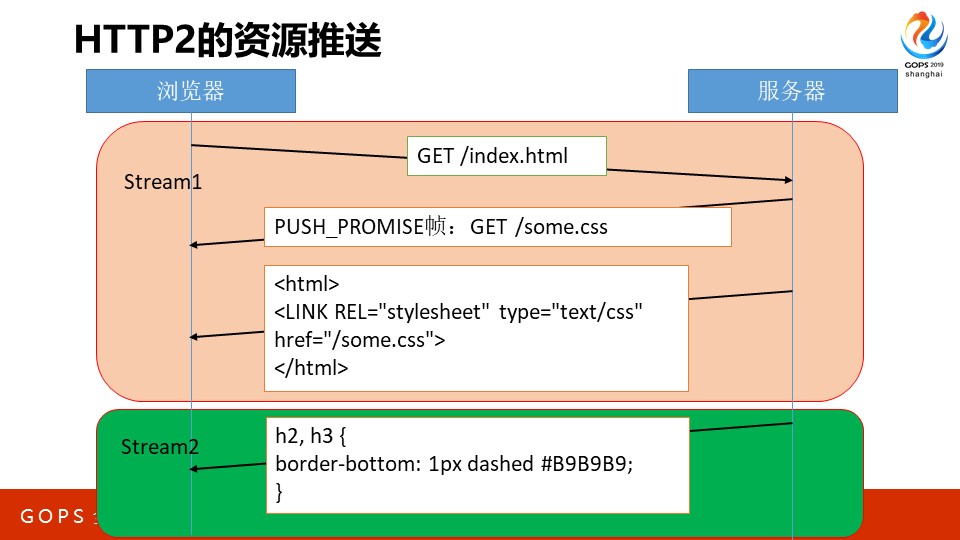 HTTP2的资源推送
GOPS 2019
shanghai
浏览器
服务器
GET /index.html
Stream1
PUSH_PROMISE帧：GET /some.css
<html>
<LINK REL="stylesheet" type="text/css"
href="/some.css">
</html>
Stream2
h2, h3 {
border-bottom: 1px dashed #B9B9B9;
}
GOPS